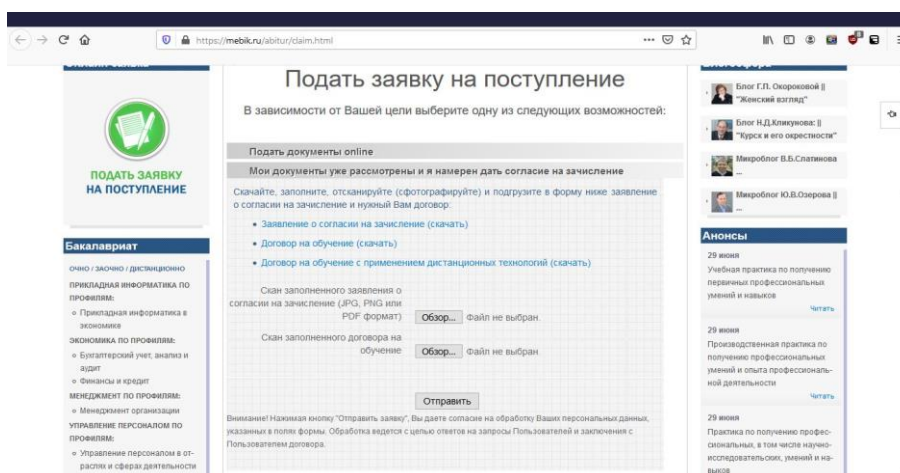 https://mebik.ru/abitur/claim.html
ПОДАТЬ ЗАЯВКУ
НА ПОСТУПЛЕНИЕ
Бакалавриат
ОЧНО / ЗАОЧНО / ДИСТАНЦИОННО
ПРИКЛАДНАЯ ИНФОРМАТИКА ПО
ПРОФИЛЯМ:
Прикладная информатика в
экономике
ЭКОНОМИКА ПО ПРОФИЛЯМ:
Бухгалтерский учет, анализ и
аудит
Финансы и кредит
МЕНЕДЖМЕНТ ПО ПРОФИЛЯМ:
Менеджмент организации
УПРАВЛЕНИЕ ПЕРСОНАЛОМ ПО
ПРОФИЛЯМ:
Управление персоналом в от-
раслях и сферах деятельности
Подать заявку на поступление
В зависимости от Вашей цели выберите одну из следующих возможностей:
Подать документы online
Мои документы уже рассмотрены и я намерен дать согласие на зачисление
Скачайте, заполните, отсканируйте (сфотографируйте) и подгрузите в форму ниже заявление
о согласии на зачисление и нужный Вам договор:
Заявление о согласии на зачисление (скачать)
Договор на обучение (скачать)
Договор на обучение с применением дистанционных технологий (скачать)
Скан заполненного заявления о
согласии на зачисление (JPG, PNG или
PDF формат) Обзор... Файл не выбран.
Скан заполненного договора на
обучение Обзор... Файл не выбран.
Отправить
Внимание! Нажимая кнопку "Отправить заявку", Вы даете согласие на обработку Ваших персональных данных,
указанных в полях формы. Обработка ведется с целью ответов на запросы Пользователей и заключения с
Пользователем договора.
Блог Г.П. Окороковой ||
"Женский взгляд"
Блог Н.Д.Кликунова: ||
"Курск и его окрестности"
Микроблог В.Б.Слатинова
...
Микроблог Ю.В.Озерова ||
...
Анонсы
29 июня
Учебная практика по получению
первичных профессиональных
умений и навыков
Читать
29 июня
Производственная практика по
получению профессиональных
умений и опыта профессиональ-
ной деятельности
Читать
29 июня
Практика по получению профес-
сиональных, в том числе научно-
исследовательских, умений и на-
выков